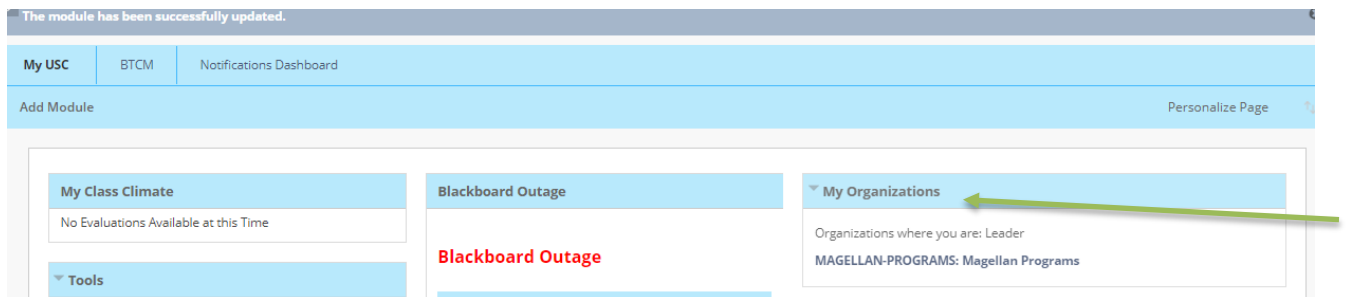 The module has been successfully updated.
My USC BTCM Notifications Dashboard
Add Module Personalize Page
My Class Climate
No Evaluations Available at this Time
Tools
Blackboard Outage
Blackboard Outage
My Organizations
Organizations where you are: Leader
MAGELLAN-PROGRAMS: Magellan Programs